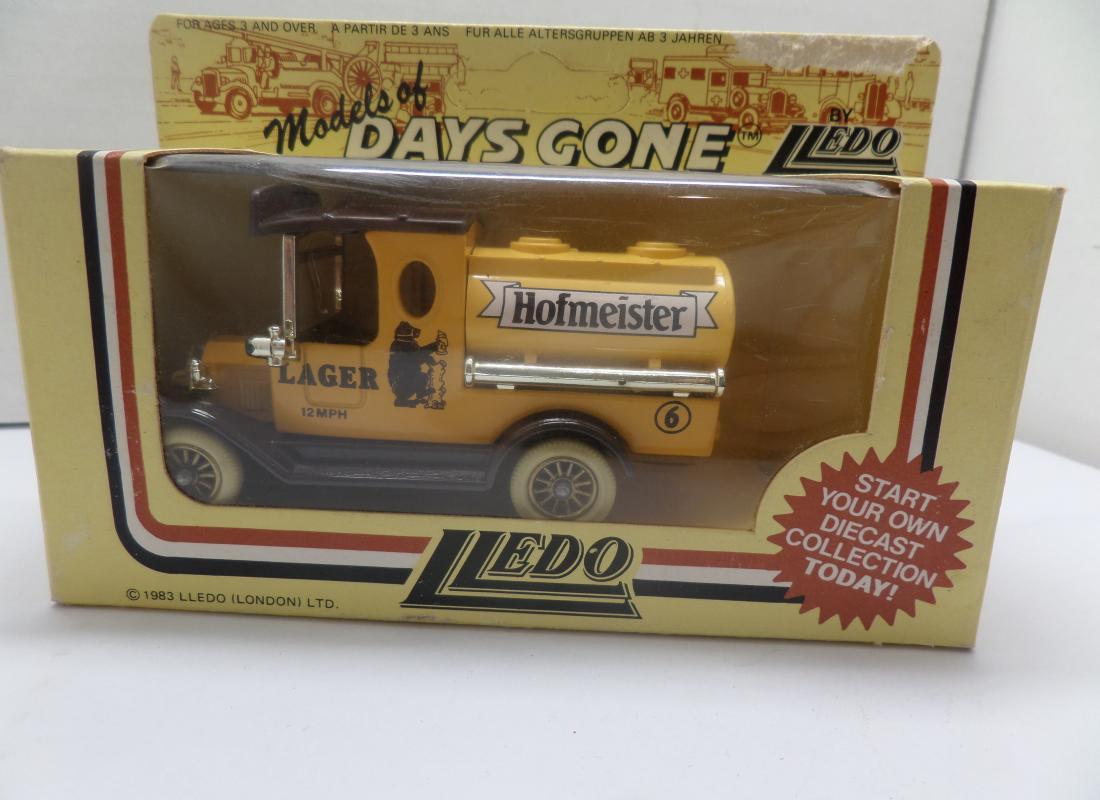 FOR AGES 3 AND OVER A PARTIR DE 3 ANS FUR ALLE ALTERSGRUPPEN AB 3 JAHREN
Models of
DAYS GONE TM
BY
LLEDO
Hofmeister
LAGER
12 MPH
6
START
YOUR OWN
DIECAST
COLLECTION
TODAY!
LLEDO
© 1983 LLEDO (LONDON) LTD.